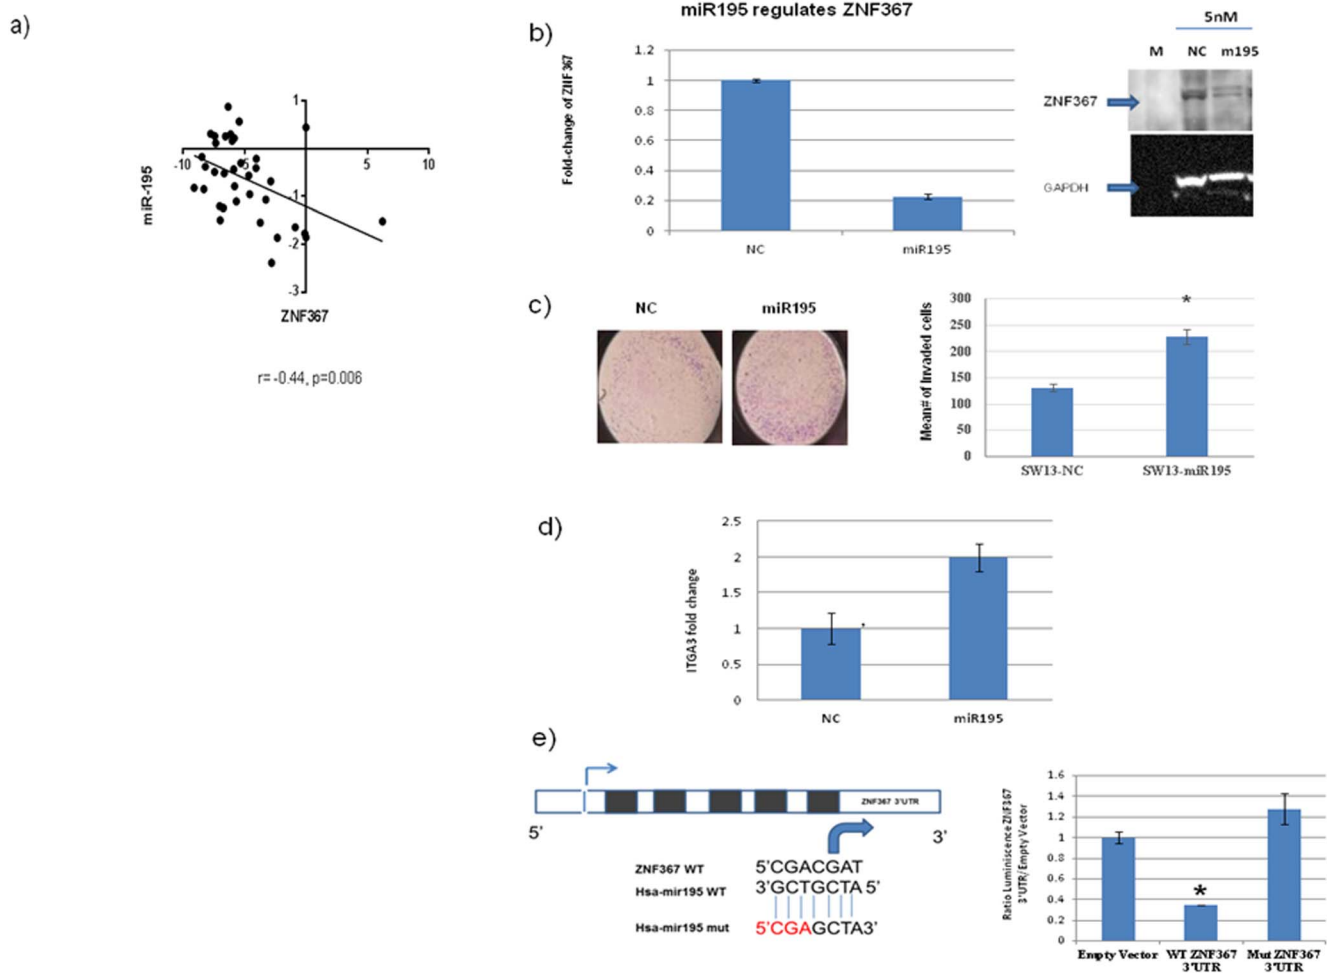 a)
1
-10
-5
5
10
-1
-2
-3
miR-195
ZNF367
r= -0.44, p=0.006
miR195 regulates ZNF367
b)
Fold-change of ZNF367
1.2
1
0.8
0.6
0.4
0.2
0
NC
miR195
5nM
M NC m195
ZNF367
GAPDH
c)
NC
miR195
Mean# of Invaded cells
300
250
200
150
100
50
0
SW13-NC
SW13-miR195
*
d)
ITGA3 fold change
2.5
2
1.5
1
0.5
0
NC
miR195
e)
ZNF367 3'UTR
5'
3'
ZNF367 WT 5'CGACGAT
Hsa-mir195 WT 3'GCTGCTA 5'
Hsa-mir195 mut 5'CGAGCTA3'
Ratio Luminiscence ZNF367
3'UTR/Empty Vector
1.6
1.4
1.2
1
0.8
0.6
0.4
0.2
0
*
Empty Vector
WT ZNF367
3'UTR
Mut ZNF367
3'UTR